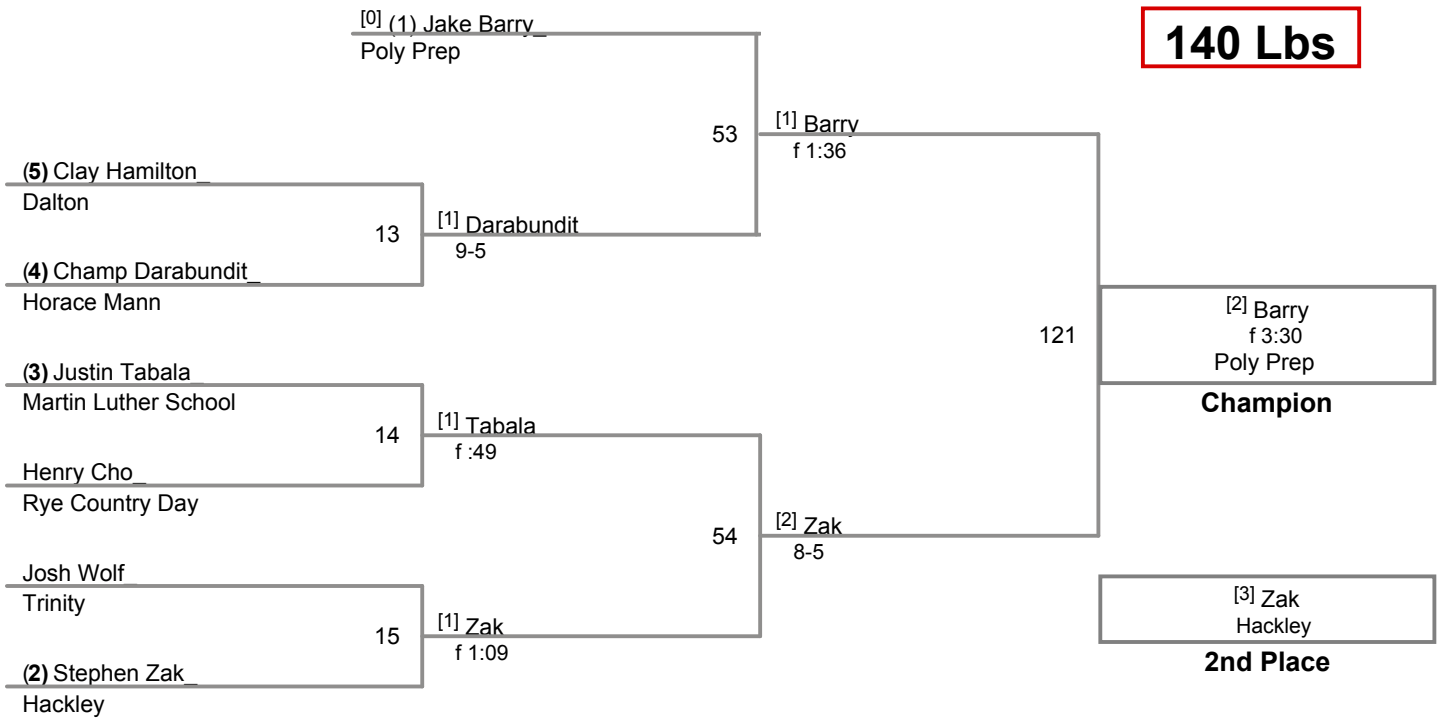 [0] (1) Jake Barry_
Poly Prep
140 Lbs
53
[1] Barry
f 1:36
(5) Clay Hamilton_
Dalton
13
[1] Darabundit
9-5
(4) Champ Darabundit_
Horace Mann
121
[2] Barry
f 3:30
Poly Prep
Champion
(3) Justin Tabala_
Martin Luther School
14
[1] Tabala
f :49
Henry Cho_
Rye Country Day
54
[2] Zak
8-5
Josh Wolf_
Trinity
15
[1] Zak
f 1:09
(2) Stephen Zak_
Hackley
[3] Zak
Hackley
2nd Place